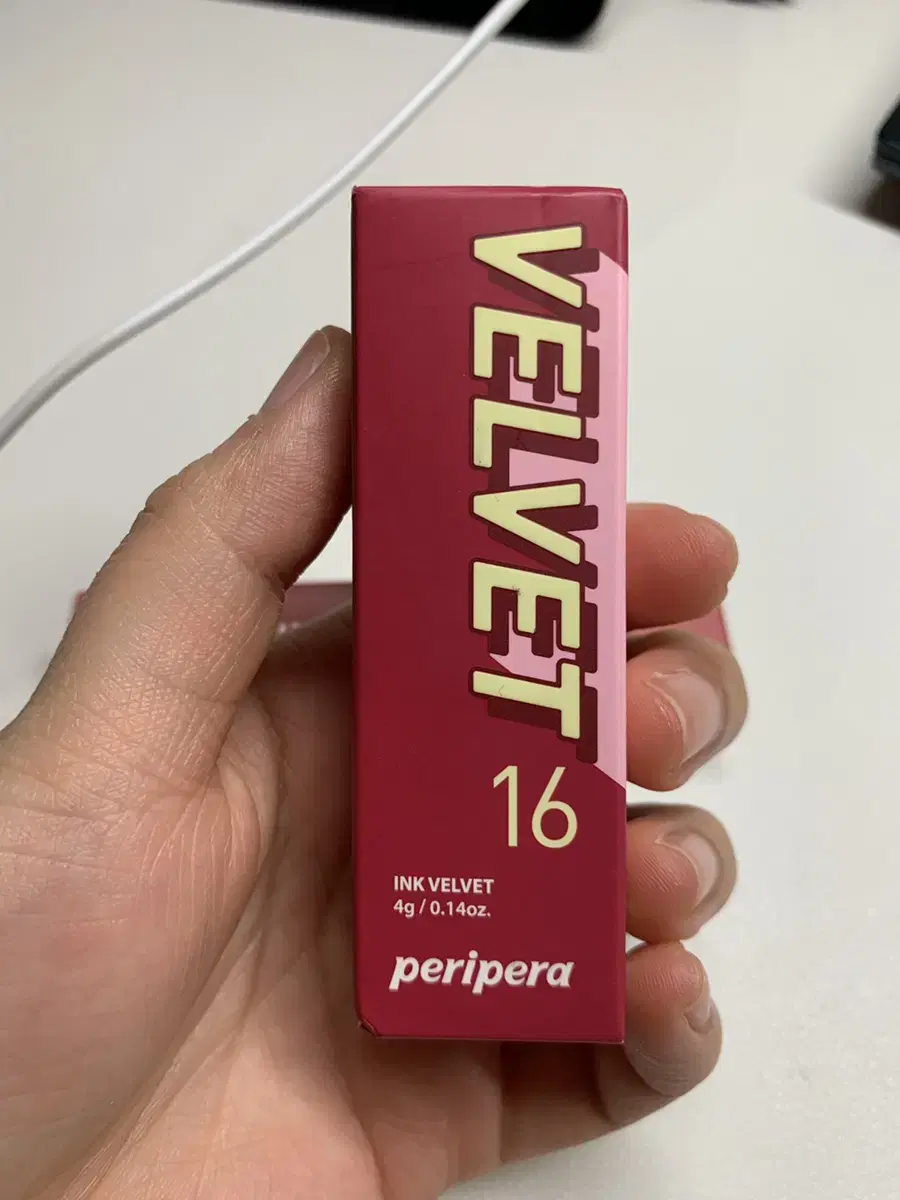 VELVET
16
INK VELVET
4g / 0.14oz.
peripera